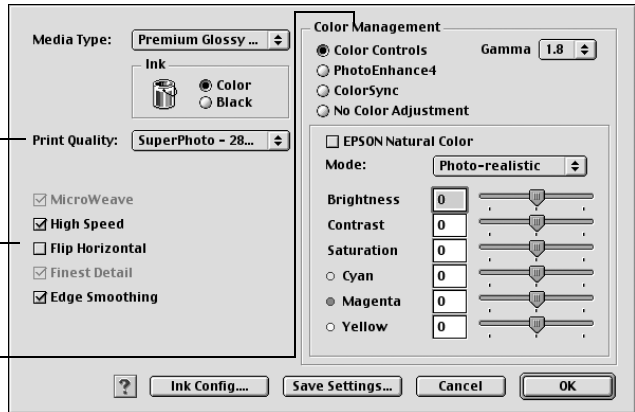 Media Type: Premium Glossy ...
Ink
Color
Black
Print Quality: SuperPhoto - 28...
MicroWeave
High Speed
Flip Horizontal
Finest Detail
Edge Smoothing
Color Management
Color Controls Gamma 1.8
PhotoEnhance4
ColorSync
No Color Adjustment
EPSON Natural Color
Mode: Photo-realistic
Brightness 0
Contrast 0
Saturation 0
Cyan 0
Magenta 0
Yellow 0
? Ink Config.... Save Settings... Cancel OK